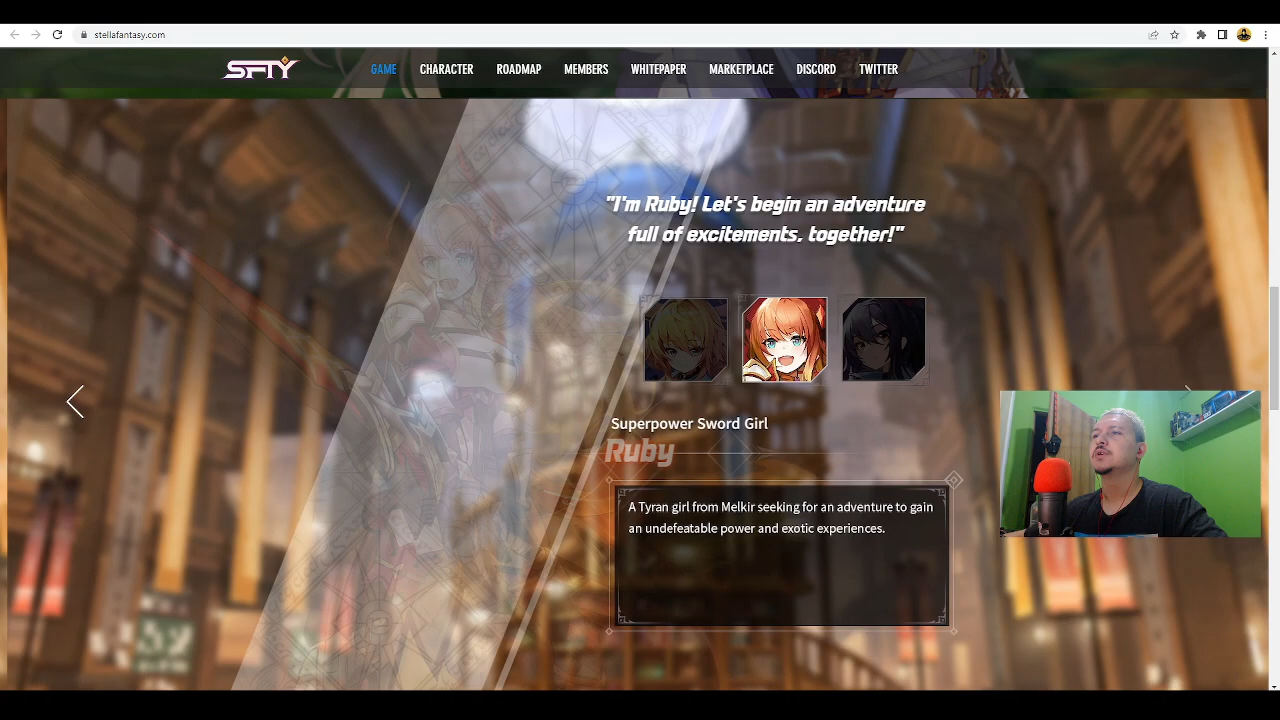 stellafantasy.com
SFTY
GAME
CHARACTER
ROADMAP
MEMBERS
WHITEPAPER
MARKETPLACE
DISCORD
TWITTER
"I'm Ruby! Let's begin an adventure
full of excitements, together!"
Superpower Sword Girl
Ruby
A Tyran girl from Melkir seeking for an adventure to gain
an undefeatable power and exotic experiences.